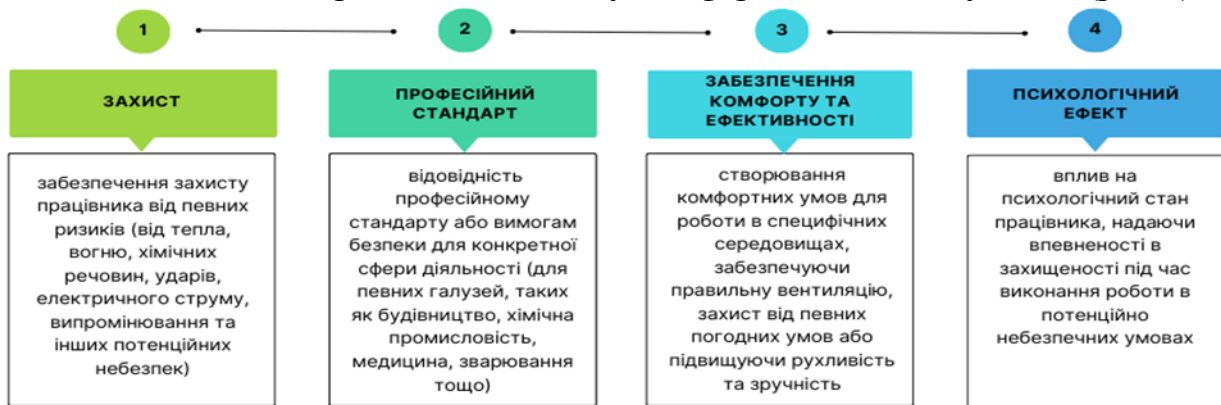 1
2
3
4
ЗАХИСТ
ПРОФЕСІЙНИЙ
СТАНДАРТ
ЗАБЕЗПЕЧЕННЯ
КОМФОРТУ ТА
ЕФЕКТИВНОСТІ
ПСИХОЛОГІЧНИЙ
ЕФЕКТ
забезпечення захисту
працівника від певних
ризиків (від тепла,
вогню, хімічних
речовин, ударів,
електричного струму,
випромінювання та
інших потенційних
небезпек)
відовідність
професійному
стандарту або вимогам
безпеки для конкретної
сфери діяльності (для
певних галузей, таких
як будівництво, хімічна
промисловість,
медицина, зварювання
тощо)
створювання
комфортних умов для
роботи в специфічних
середовищах,
забезпечуючи
правильну вентиляцію,
захист від певних
погодних умов або
підвищуючи рухливість
та зручність
вплив на
психологічний стан
працівника, надаючи
впевненості в
захищеності під час
виконання роботи в
потенційно
небезпечних умовах